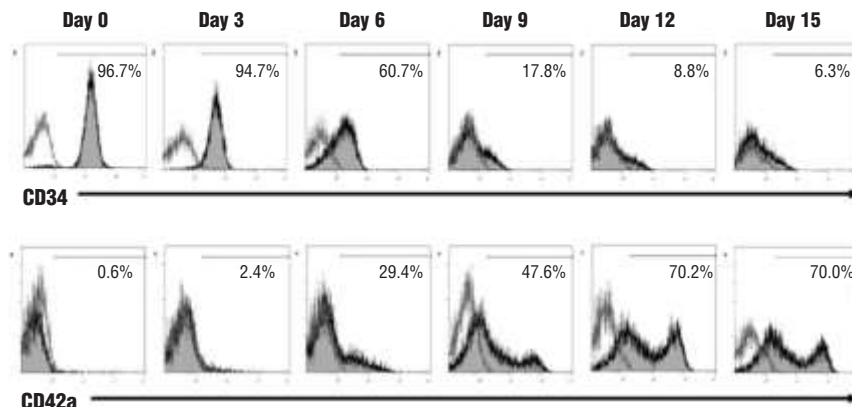 Day 0 Day 3 Day 6 Day 9 Day 12 Day 15
96.7% 94.7% 60.7% 17.8% 8.8% 6.3%
CD34
0.6% 2.4% 29.4% 47.6% 70.2% 70.0%
CD42a